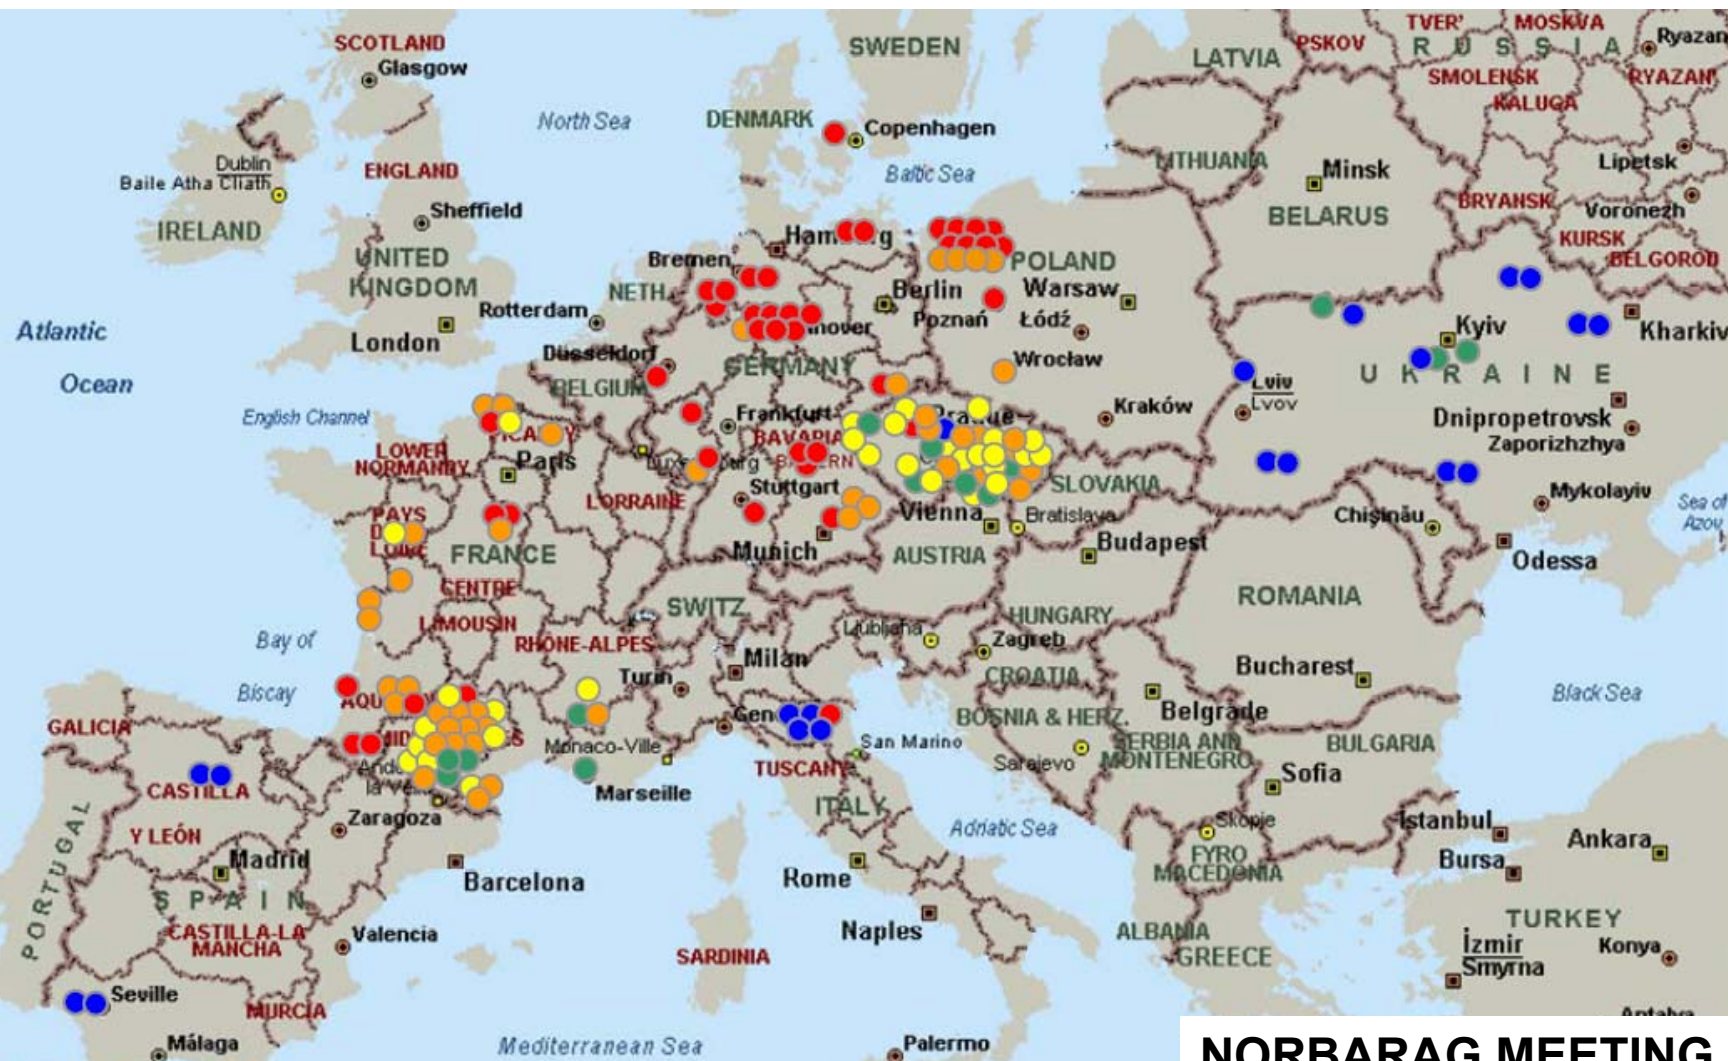 TVER' MOSKVA
SCOTLAND
SWEDEN
PSKOV
R U S S I A
Ryazan
LATVIA
Glasgow
SMOLENSK
RYAZAN'
KALUGA
North Sea
DENMARK
Copenhagen
Dublin
LITHUANIA
Lipetsk
ENGLAND
Baltic Sea
Minsk
Baile Atha Cliath
BRYANSK
Sheffield
Voronezh
BELARUS
IRELAND
KURSK
UNITED
KINGDOM
Bremen
POLAND
BELGOROD
NETH.
Berlin
Warsaw
Rotterdam
Poznań
Łódź
Kyiv
Kharkiv
Atlantic
Ocean
London
Düsseldorf
GERMANY
Wrocław
U K R A I N E
BELGIUM
Lviv
Lvov
English Channel
Frankfurt
Kraków
Dnipropetrovsk
BAVARIA
Zaporizhzhya
LOWER
NORMANDY
Paris
Stuttgart
SLOVAKIA
LORRAINE
Mykolayiv
Vienna
Bratislava
Chişinău
Sea of
Azov
PAYS
LOIRE
FRANCE
Munich
AUSTRIA
Budapest
Odessa
CENTRE
SWITZ.
HUNGARY
ROMANIA
LIMOUSIN
Ljubljana
Bay of
Biscay
RHÔNE-ALPES
Milan
Zagreb
Turin
CROATIA
Bucharest
Black Sea
GALICIA
BOSNIA & HERZ.
Belgrade
Monaco-Ville
San Marino
SERBIA AND
MONTENEGRO
BULGARIA
Sarajevo
TUSCANY
Sofia
CASTILLA
Y LEÓN
Marseille
ITALY
Zaragoza
Adriatic Sea
Skopje
Istanbul
Ankara
PORTUGAL
Madrid
FYRO
MACEDONIA
Bursa
Barcelona
Rome
S P A I N
TURKEY
CASTILLA-LA
MANCHA
Valencia
Naples
ALBANIA
İzmir
Smyrna
Konya
SARDINIA
GREECE
Seville
MURCIA
Málaga
Mediterranean Sea
Palermo
Antalya
NORBARAG MEETING